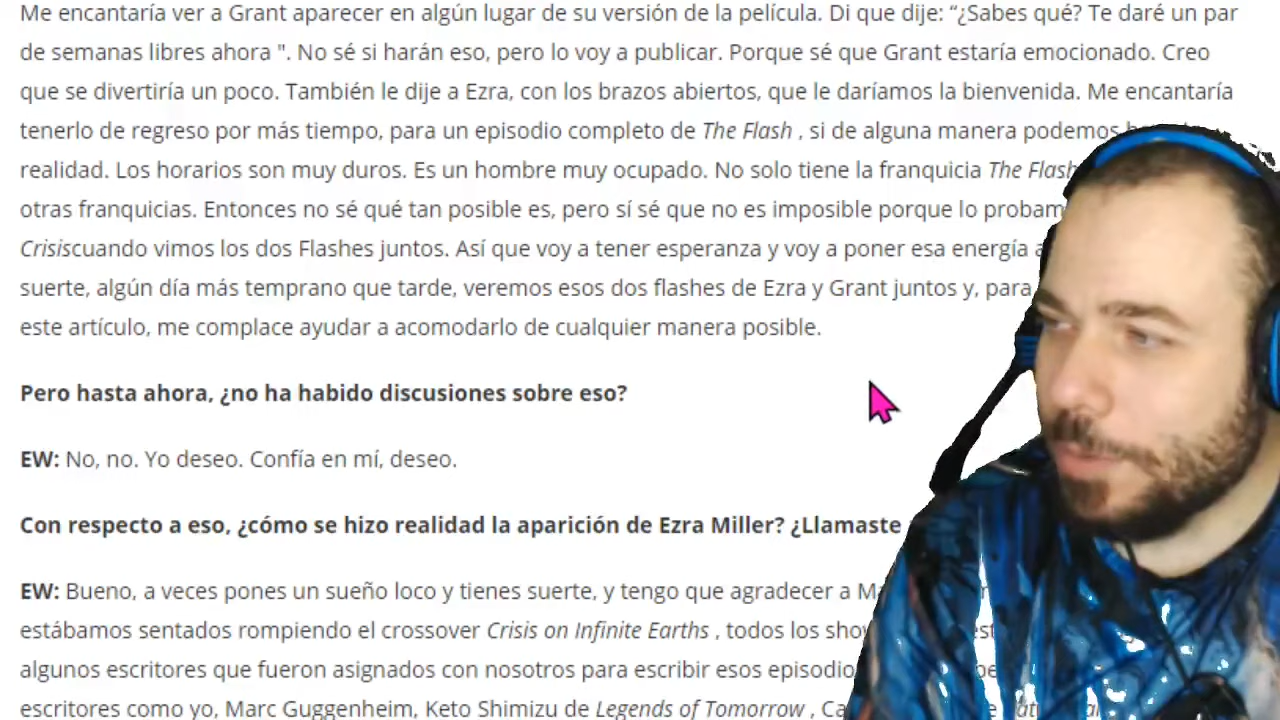 Me encantaría ver a Grant aparecer en algún lugar de su versión de la película. Di que dije: “¿Sabes qué? Te daré un par
de semanas libres ahora ". No sé si harán eso, pero lo voy a publicar. Porque sé que Grant estaría emocionado. Creo
que se divertiría un poco. También le dije a Ezra, con los brazos abiertos, que le daríamos la bienvenida. Me encantaría
tenerlo de regreso por más tiempo, para un episodio completo de The Flash , si de alguna manera podemos
realidad. Los horarios son muy duros. Es un hombre muy ocupado. No solo tiene la franquicia The Flash
otras franquicias. Entonces no sé qué tan posible es, pero sí sé que no es imposible porque lo
Crisiscuando vimos los dos Flashes juntos. Así que voy a tener esperanza y voy a poner esa energía
suerte, algún día más temprano que tarde, veremos esos dos flashes de Ezra y Grant juntos y, para
este artículo, me complace ayudar a acomodarlo de cualquier manera posible.
Pero hasta ahora, ¿no ha habido discusiones sobre eso?
EW: No, no. Yo deseo. Confía en mí, deseo.
Con respecto a eso, ¿cómo se hizo realidad la aparición de Ezra Miller? ¿Llamaste
EW: Bueno, a veces pones un sueño loco y tienes suerte, y tengo que agradecer a
estábamos sentados rompiendo el crossover Crisis on Infinite Earths , todos los
algunos escritores que fueron asignados con nosotros para escribir esos
escritores como yo, Marc Guggenheim, Keto Shimizu de Legends of Tomorrow ,